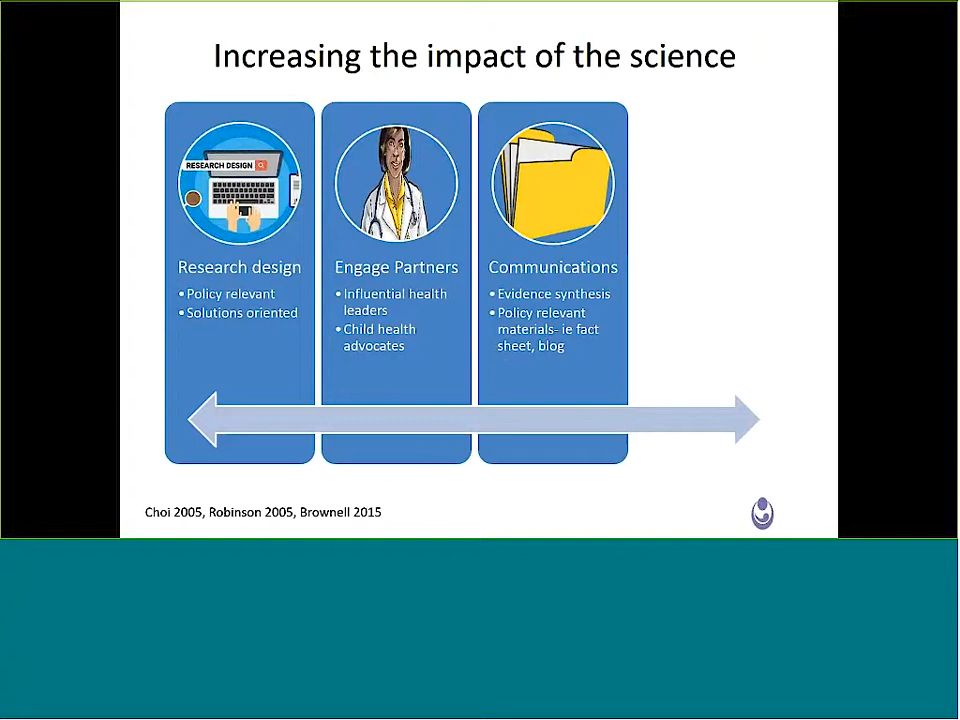 Increasing the impact of the science
RESEARCH DESIGN
Research design
•Policy relevant
•Solutions oriented
Engage Partners
•Influential health
leaders
•Child health
advocates
Communications
•Evidence synthesis
•Policy relevant
materials- ie fact
sheet, blog
Choi 2005, Robinson 2005, Brownell 2015